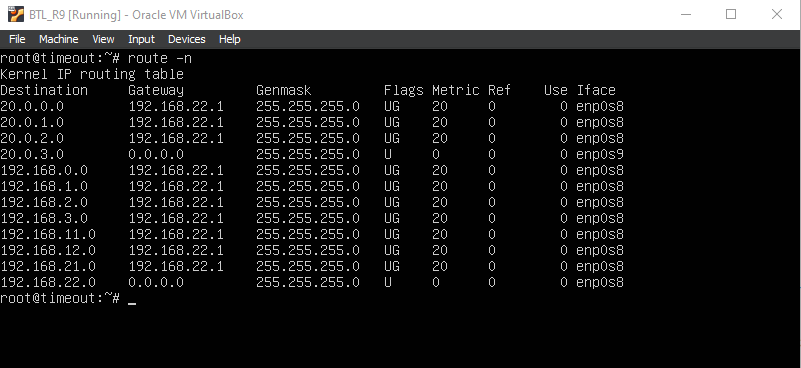 BTL_R9 [Running] - Oracle VM VirtualBox
File Machine View Input Devices Help
root@timeout:~# route -n
Kernel IP routing table
Destination Gateway Genmask Flags Metric Ref Use Iface
20.0.0.0 192.168.22.1 255.255.255.0 UG 20 0 0 enp0s8
20.0.1.0 192.168.22.1 255.255.255.0 UG 20 0 0 enp0s8
20.0.2.0 192.168.22.1 255.255.255.0 UG 20 0 0 enp0s8
20.0.3.0 0.0.0.0 255.255.255.0 U 0 0 0 enp0s9
192.168.0.0 192.168.22.1 255.255.255.0 UG 20 0 0 enp0s8
192.168.1.0 192.168.22.1 255.255.255.0 UG 20 0 0 enp0s8
192.168.2.0 192.168.22.1 255.255.255.0 UG 20 0 0 enp0s8
192.168.3.0 192.168.22.1 255.255.255.0 UG 20 0 0 enp0s8
192.168.11.0 192.168.22.1 255.255.255.0 UG 20 0 0 enp0s8
192.168.12.0 192.168.22.1 255.255.255.0 UG 20 0 0 enp0s8
192.168.21.0 192.168.22.1 255.255.255.0 UG 20 0 0 enp0s8
192.168.22.0 0.0.0.0 255.255.255.0 U 0 0 0 enp0s8
root@timeout:~# _